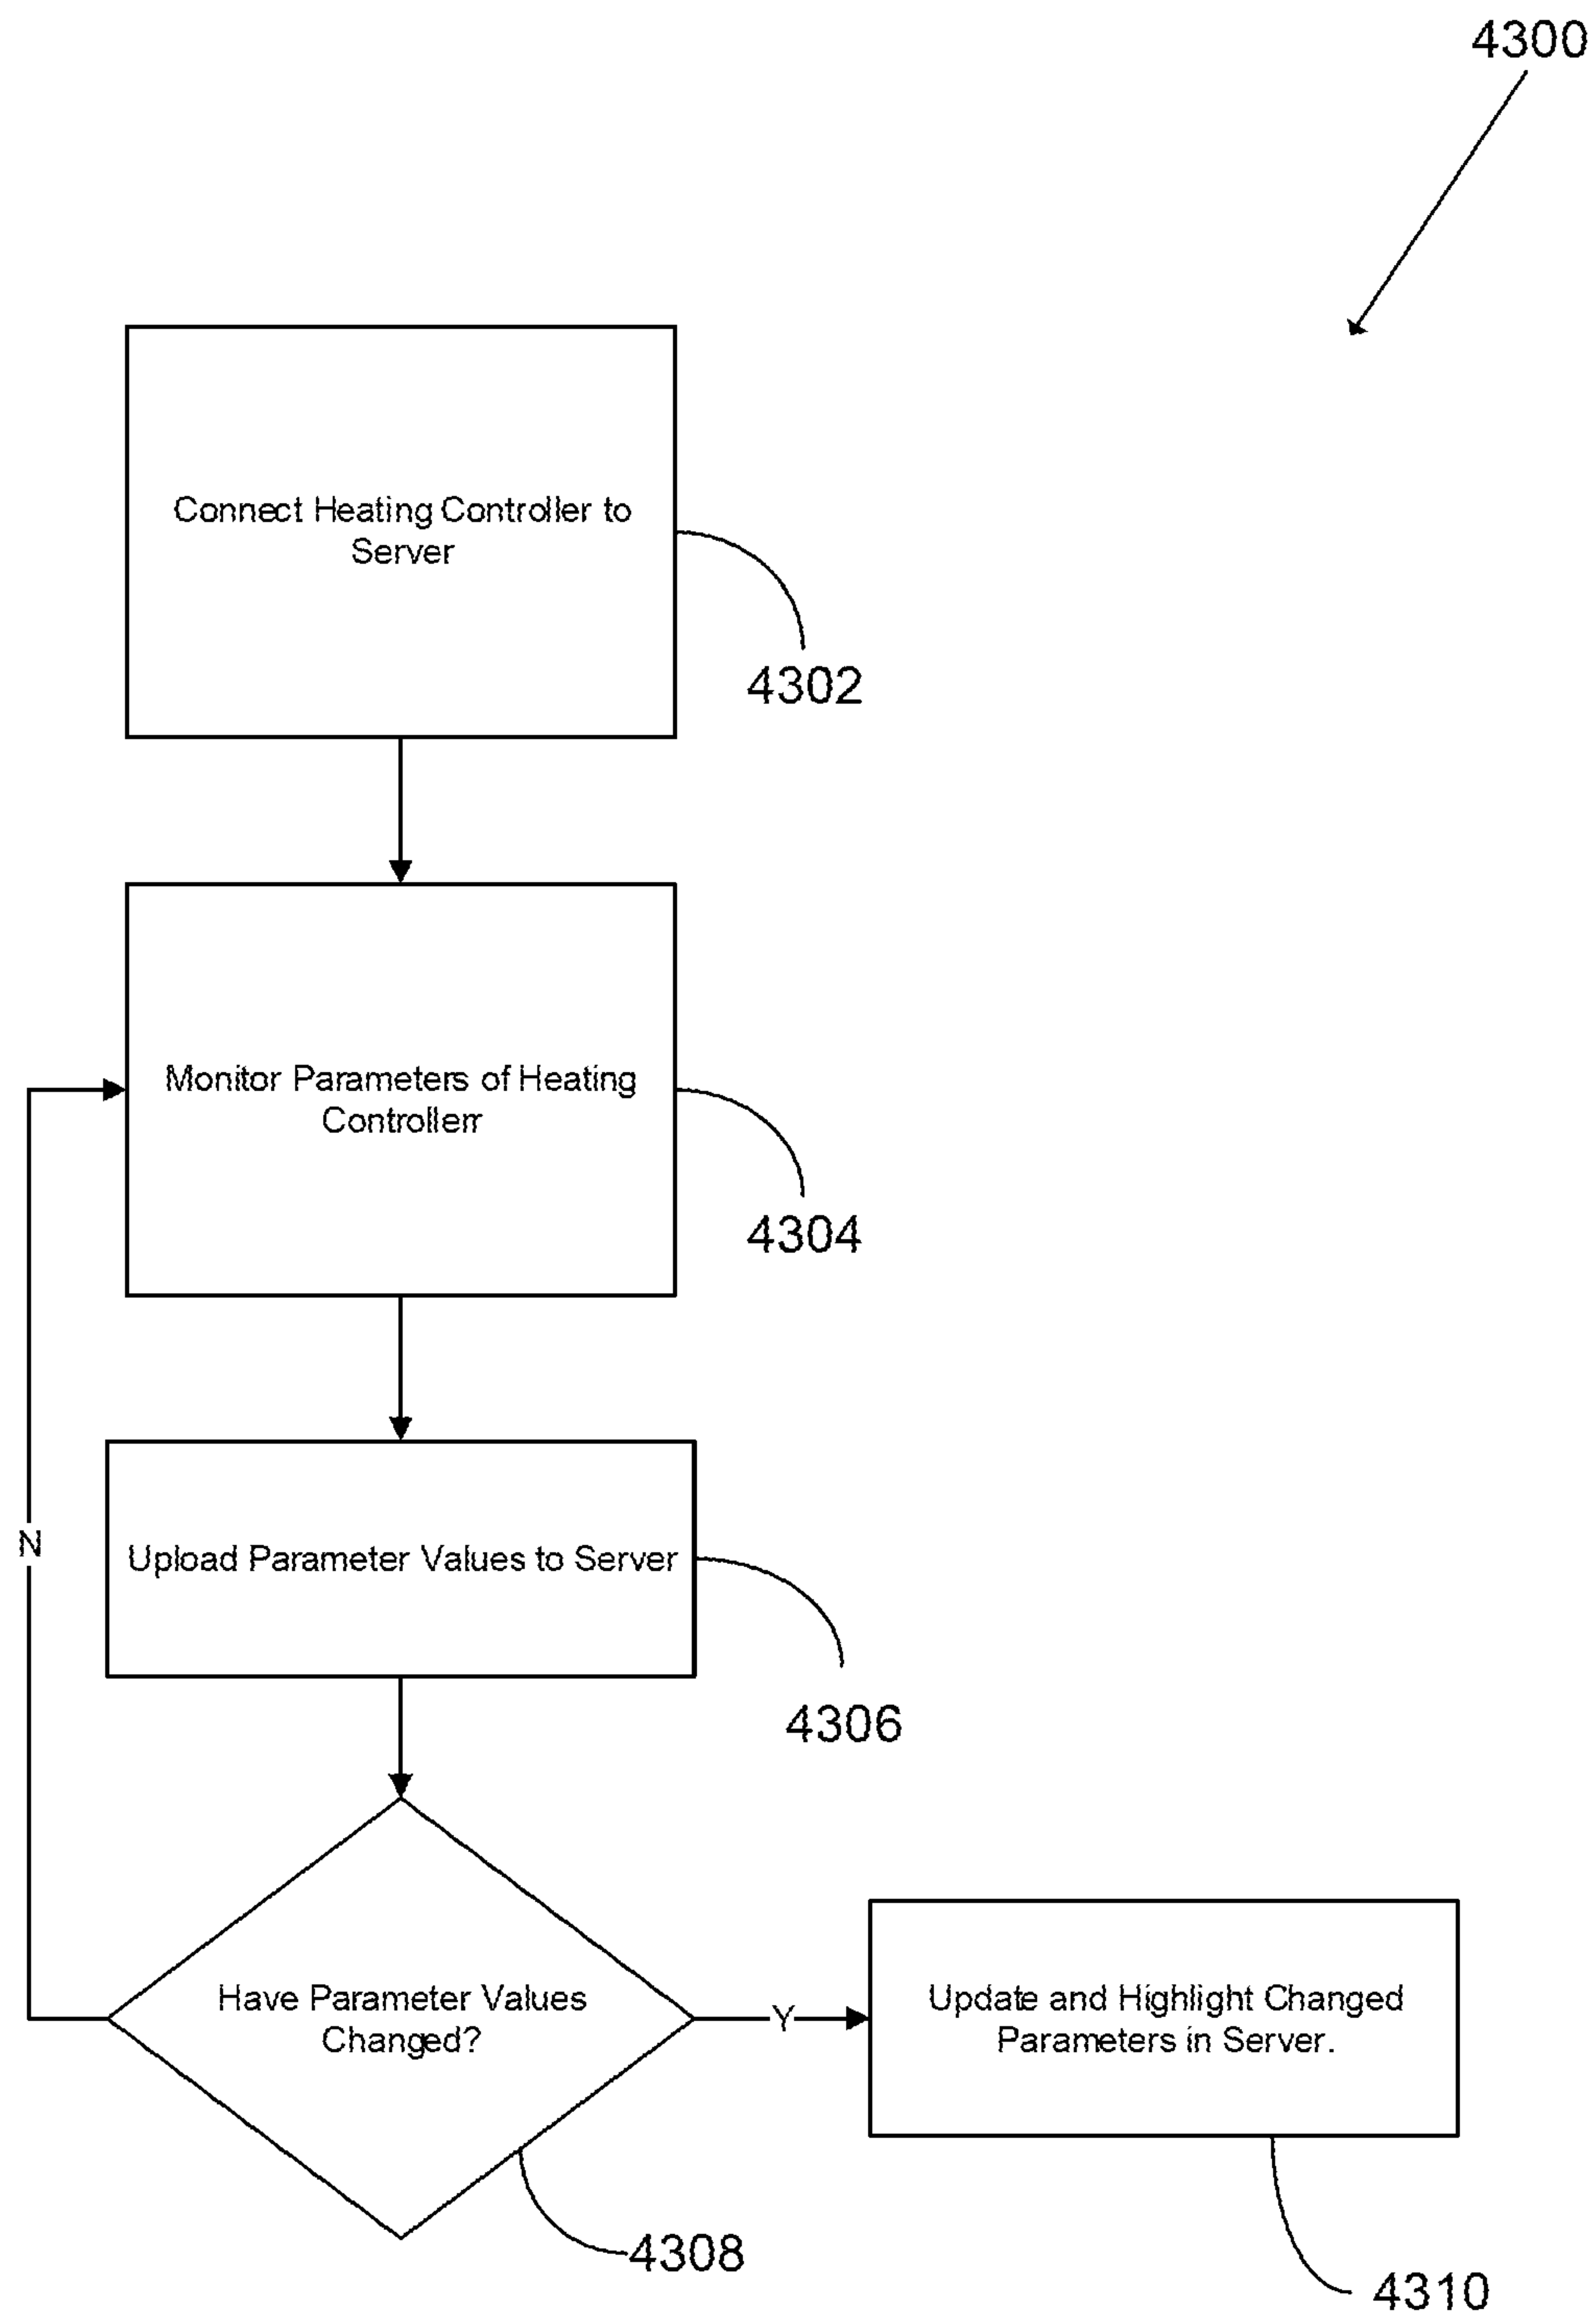 4300
Connect Heating Controller to
Server
4302
Monitor Parameters of Heating
Controllerr
4304
N
Upload Parameter Values to Server
4306
Have Parameter Values
Changed?
Y
Update and Highlight Changed
Parameters in Server.
4308
4310